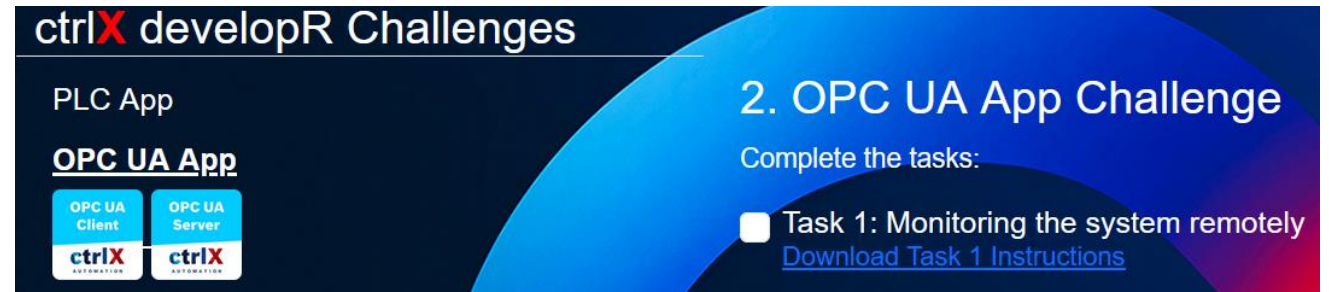 ctrlX developR Challenges
PLC App
OPC UA App
OPC UA
Client
ctrlX
AUTOMATION
OPC UA
Server
ctrlX
AUTOMATION
2. OPC UA App Challenge
Complete the tasks:
Task 1: Monitoring the system remotely
Download Task 1 Instructions